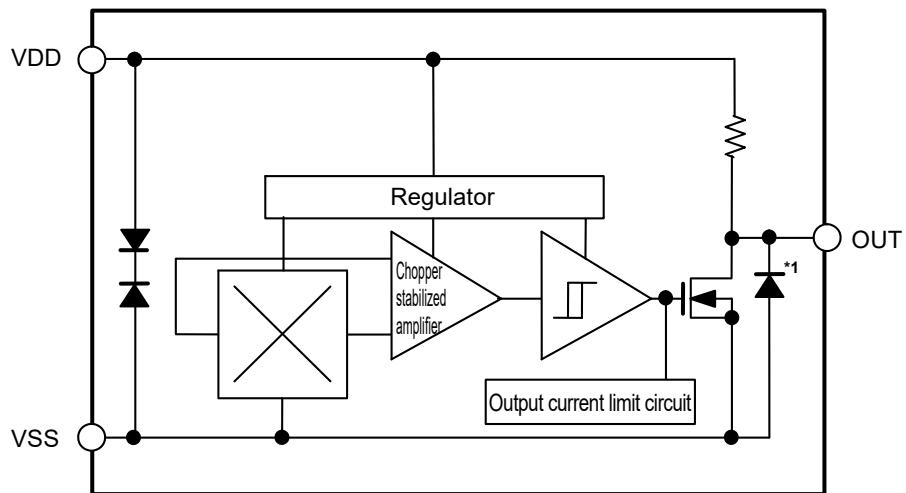 VDD
Regulator
OUT
*1
Chopper
stabilized
amplifier
Output current limit circuit
VSS